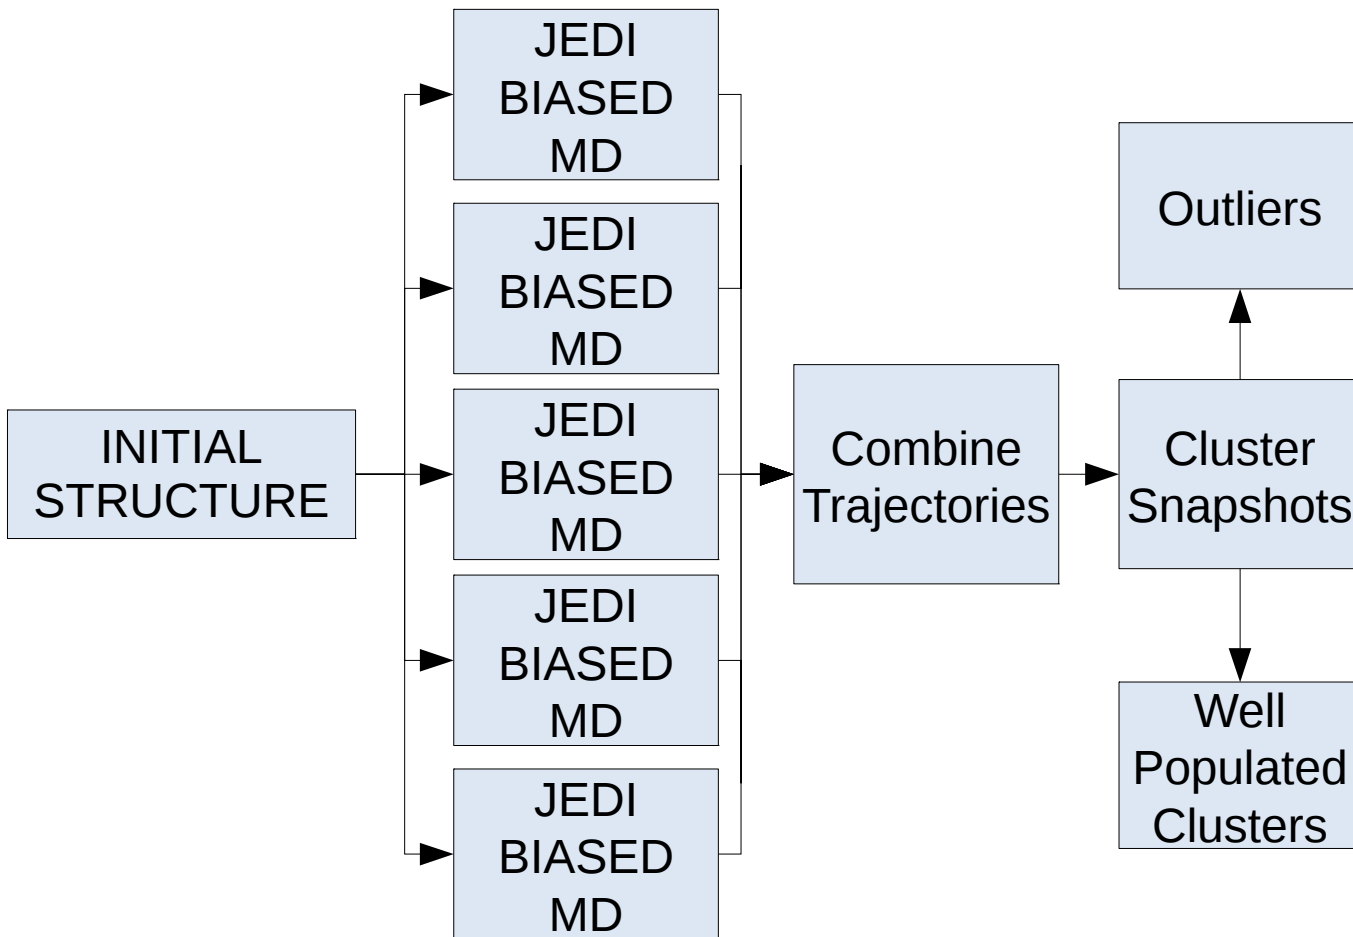 INITIAL
STRUCTURE
JEDI
BIASED
MD
JEDI
BIASED
MD
JEDI
BIASED
MD
JEDI
BIASED
MD
JEDI
BIASED
MD
Combine
Trajectories
Outliers
Cluster
Snapshots
Well
Populated
Clusters